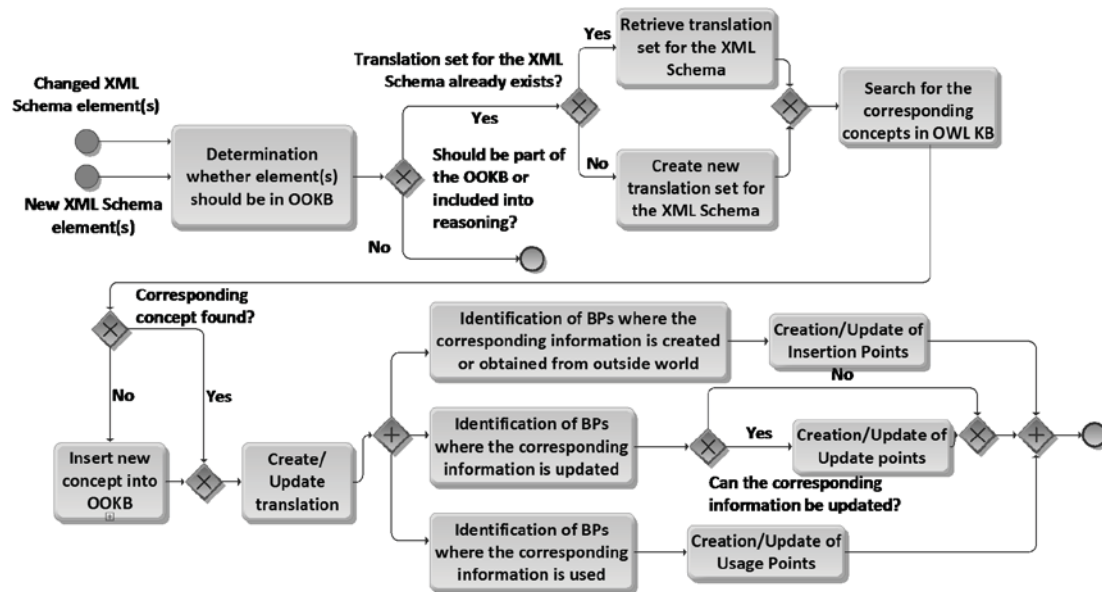 Changed XML
Schema element(s)
New XML Schema
element(s)
Determination
whether element(s)
should be in OOKB
Translation set for the XML
Schema already exists?
Yes
Should be part of
the OOKB or
included into
reasoning?
No
Yes
Retrieve translation
set for the XML
Schema
No
Create new
translation set for
the XML Schema
Search for the
corresponding
concepts in OWL KB
Corresponding
concept found?
No
Yes
Insert new
concept into
OOKB
Create/
Update
translation
Identification of BPs where the
corresponding information is created
or obtained from outside world
Creation/Update of
Insertion Points
Identification of BPs
where the corresponding
information is updated
No
Yes
Creation/Update of
Update points
Can the corresponding
information be updated?
Identification of BPs
where the corresponding
information is used
Creation/Update of
Usage Points